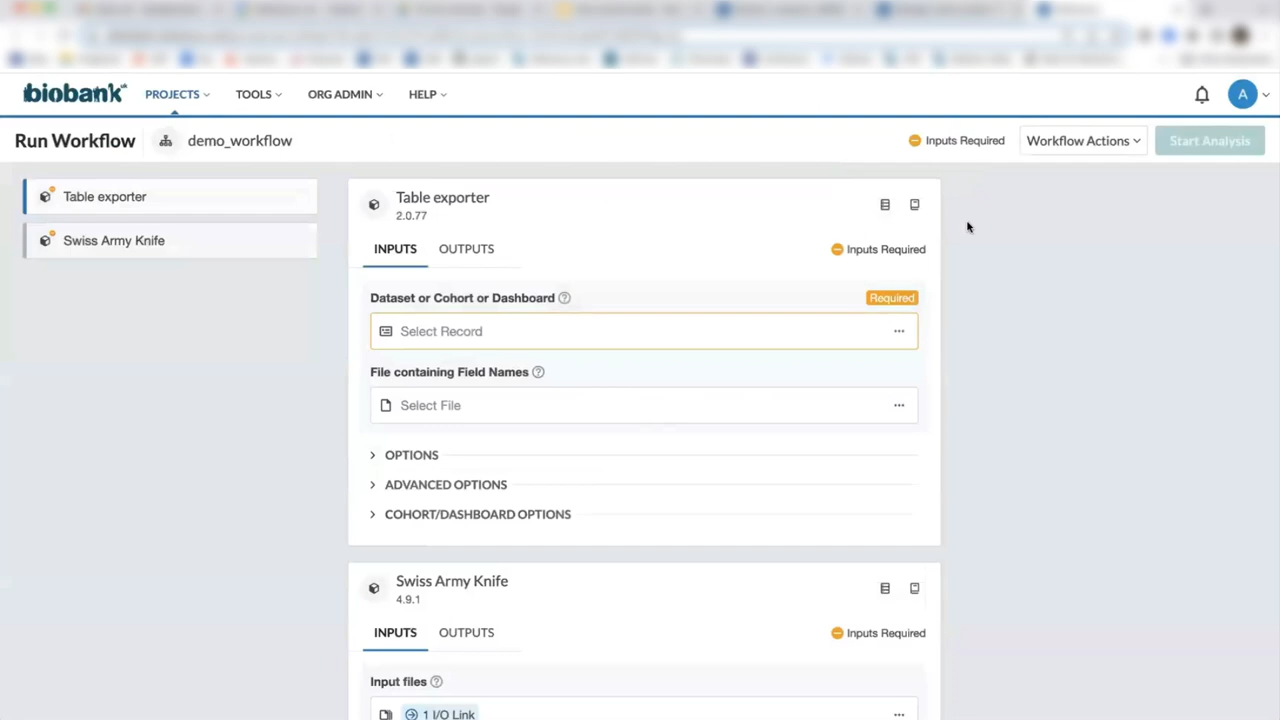 biobank uk PROJECTS TOOLS ORG ADMIN HELP A
Run Workflow demo_workflow Inputs Required Workflow Actions Start Analysis
Table exporter
Swiss Army Knife
Table exporter
2.0.77
INPUTS OUTPUTS Inputs Required
Dataset or Cohort or Dashboard ? Required
Select Record ...
File containing Field Names ?
Select File ...
OPTIONS
ADVANCED OPTIONS
COHORT/DASHBOARD OPTIONS
Swiss Army Knife
4.9.1
INPUTS OUTPUTS Inputs Required
Input files ?
1 I/O Link ...